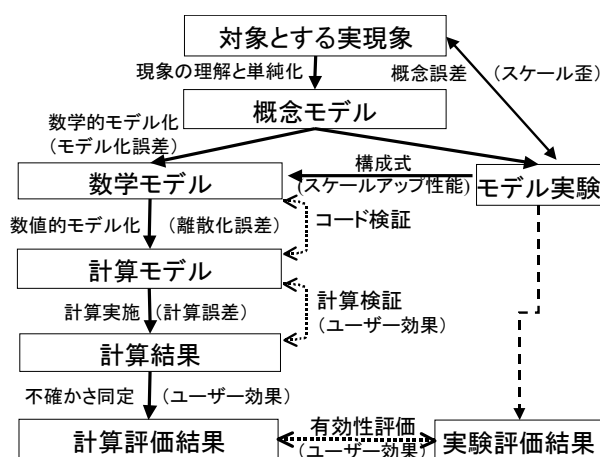 対象とする実現象
現象の理解と単純化
概念誤差 (スケール歪)
概念モデル
数学的モデル化
(モデル化誤差)
構成式
(スケールアップ性能)
数学モデル
モデル実験
数値的モデル化 (離散化誤差)
コード検証
計算モデル
計算実施 (計算誤差)
計算検証
(ユーザー効果)
計算結果
不確かさ同定 (ユーザー効果)
有効性評価
(ユーザー効果)
計算評価結果
実験評価結果